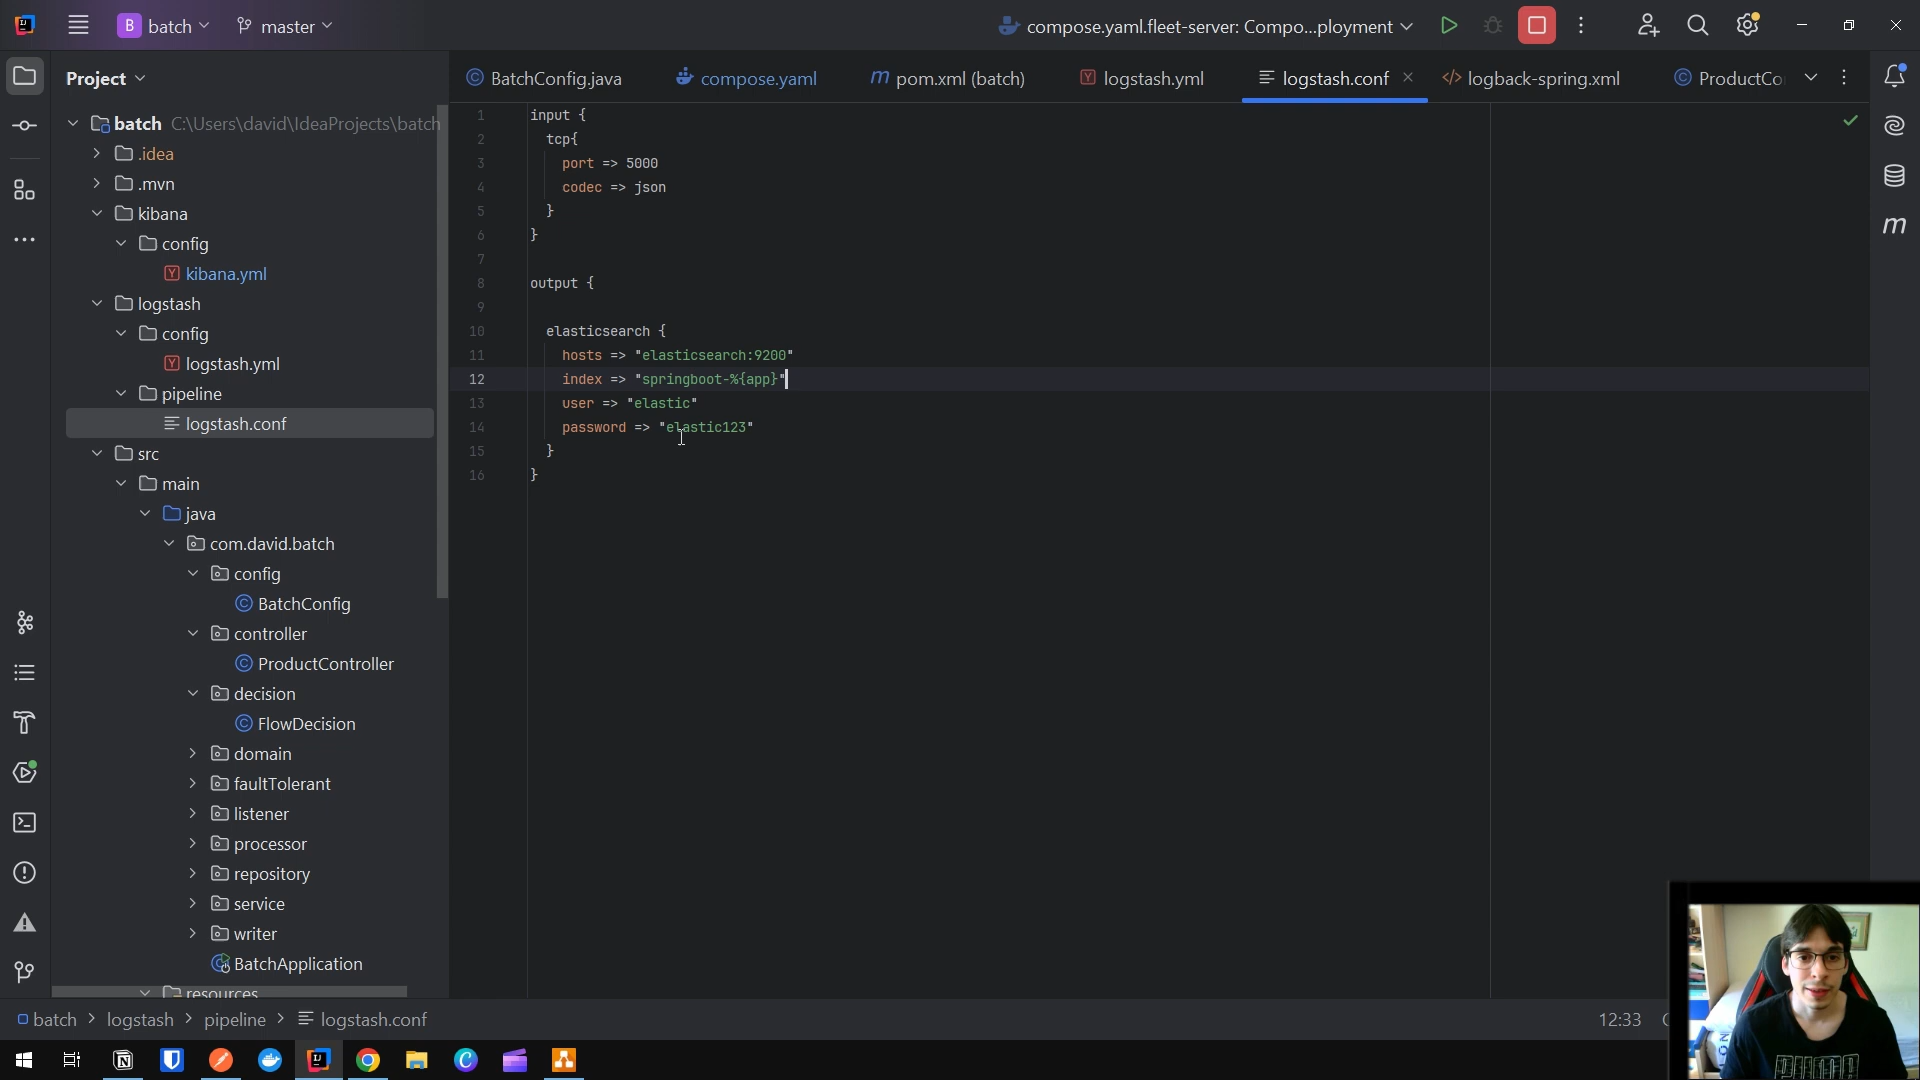 batch
master
compose.yaml.fleet-server: Compo...ployment
Project
BatchConfig.java
compose.yaml
pom.xml (batch)
logstash.yml
logstash.conf
logback-spring.xml
ProductCo
batch C:\Users\david\IdeaProjects\batch
.idea
.mvn
kibana
config
kibana.yml
logstash
config
logstash.yml
pipeline
logstash.conf
src
main
java
com.david.batch
config
BatchConfig
controller
ProductController
decision
FlowDecision
domain
faultTolerant
listener
processor
repository
service
writer
BatchApplication
resources
1 input {
2 tcp{
3 port => 5000
4 codec => json
5 }
6 }
7
8 output {
9
10 elasticsearch {
11 hosts => "elasticsearch:9200"
12 index => "springboot-%{app}"
13 user => "elastic"
14 password => "elastic123"
15 }
16 }
batch > logstash > pipeline > logstash.conf
12:33